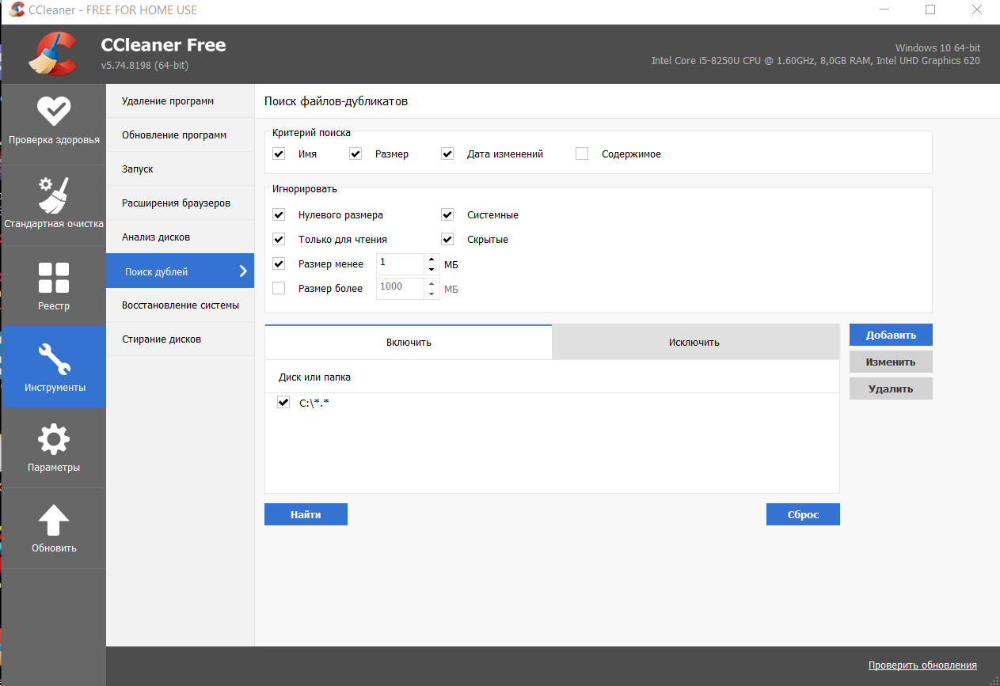 CCleaner - FREE FOR HOME USE
CCleaner Free
v5.74.8198 (64-bit)
Windows 10 64-bit
Intel Core i5-8250U CPU @ 1.60GHz, 8,0GB RAM, Intel UHD Graphics 620
Проверка здоровья
Стандартная очистка
Реестр
Инструменты
Параметры
Обновить
Удаление программ
Обновление программ
Запуск
Расширения браузеров
Анализ дисков
Поиск дублей
Восстановление системы
Стирание дисков
Поиск файлов-дубликатов
Критерий поиска
Имя Размер Дата изменений Содержимое
Игнорировать
Нулевого размера Системные
Только для чтения Скрытые
Размер менее 1 МБ
Размер более 1000 МБ
Включить Исключить
Диск или папка
C:\*.*
Добавить
Изменить
Удалить
Найти Сброс
Проверить обновления